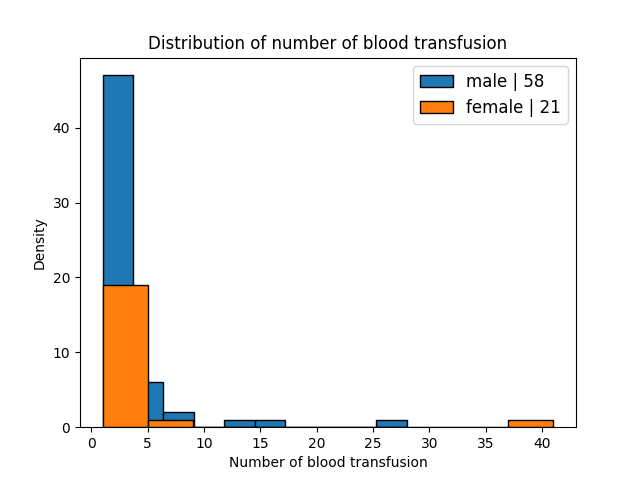 Distribution of number of blood transfusion
male | 58
female | 21
Density
40
30
20
10
0
0 5 10 15 20 25 30 35 40
Number of blood transfusion